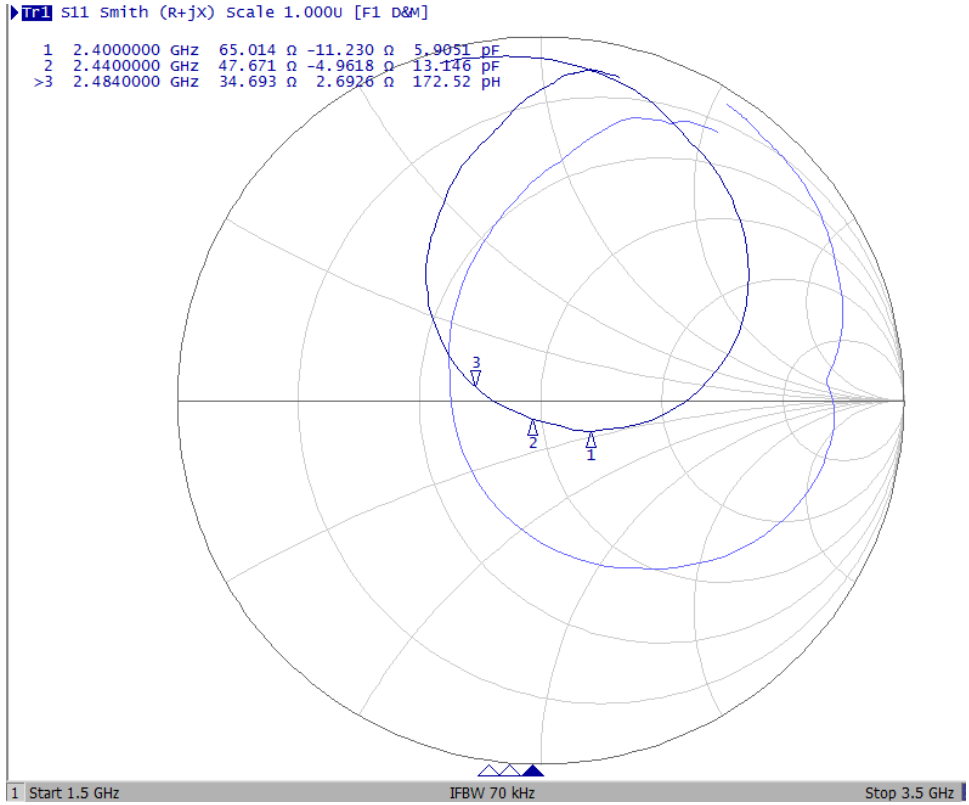 Tr1 S11 Smith (R+jX) Scale 1.000U [F1 D&M]
1 2.4000000 GHz 65.014 Ω -11.230 Ω 5.9051 pF
2 2.4400000 GHz 47.671 Ω -4.9618 Ω 13.146 pF
>3 2.4840000 GHz 34.693 Ω 2.6926 Ω 172.52 pH
3
2
1
1 Start 1.5 GHz IFBW 70 kHz Stop 3.5 GHz